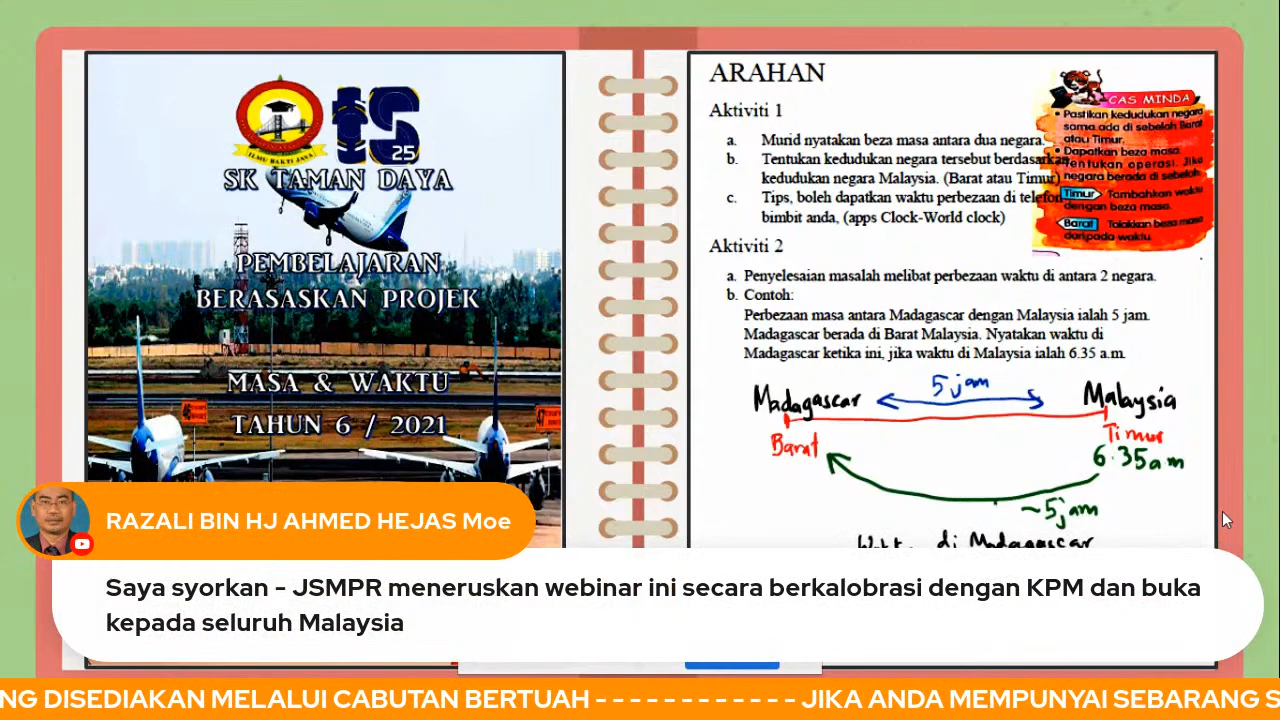 ILMU BAKTI JAYA
ts
25
SK TAMAN DAYA
PEMBELAJARAN
BERASASKAN PROJEK
MASA & WAKTU
TAHUN 6 / 2021
46
47
ARAHAN
Aktiviti 1
a. Murid nyatakan beza masa antara dua negara.
b. Tentukan kedudukan negara tersebut berdasarkan
kedudukan negara Malaysia. (Barat atau Timur)
c. Tips, boleh dapatkan waktu perbezaan di telefon
bimbit anda, (apps Clock-World clock)
CAS MINDA
• Pastikan kedudukan negara
sama ada di sebelah Barat
atau Timur.
• Dapatkan beza masa.
Tentukan operasi. Jika
negara berada di sebelah
Timur Tambahkan waktu
dengan beza masa.
Barat Tolakkan beza masa
daripada waktu.
Aktiviti 2
a. Penyelesaian masalah melibat perbezaan waktu di antara 2 negara.
b. Contoh:
Perbezaan masa antara Madagascar dengan Malaysia ialah 5 jam.
Madagascar berada di Barat Malaysia. Nyatakan waktu di
Madagascar ketika ini, jika waktu di Malaysia ialah 6.35 a.m.
Madagascar 5 jam Malaysia
Barat Timur
6.35am
-5jam
di Madagascar
RAZALI BIN HJ AHMED HEJAS Moe
Saya syorkan - JSMPR meneruskan webinar ini secara berkalobrasi dengan KPM dan buka
kepada seluruh Malaysia
NG DISEDIAKAN MELALUI CABUTAN BERTUAH - - - - - - - - - - - - JIKA ANDA MEMPUNYAI SEBARANG S